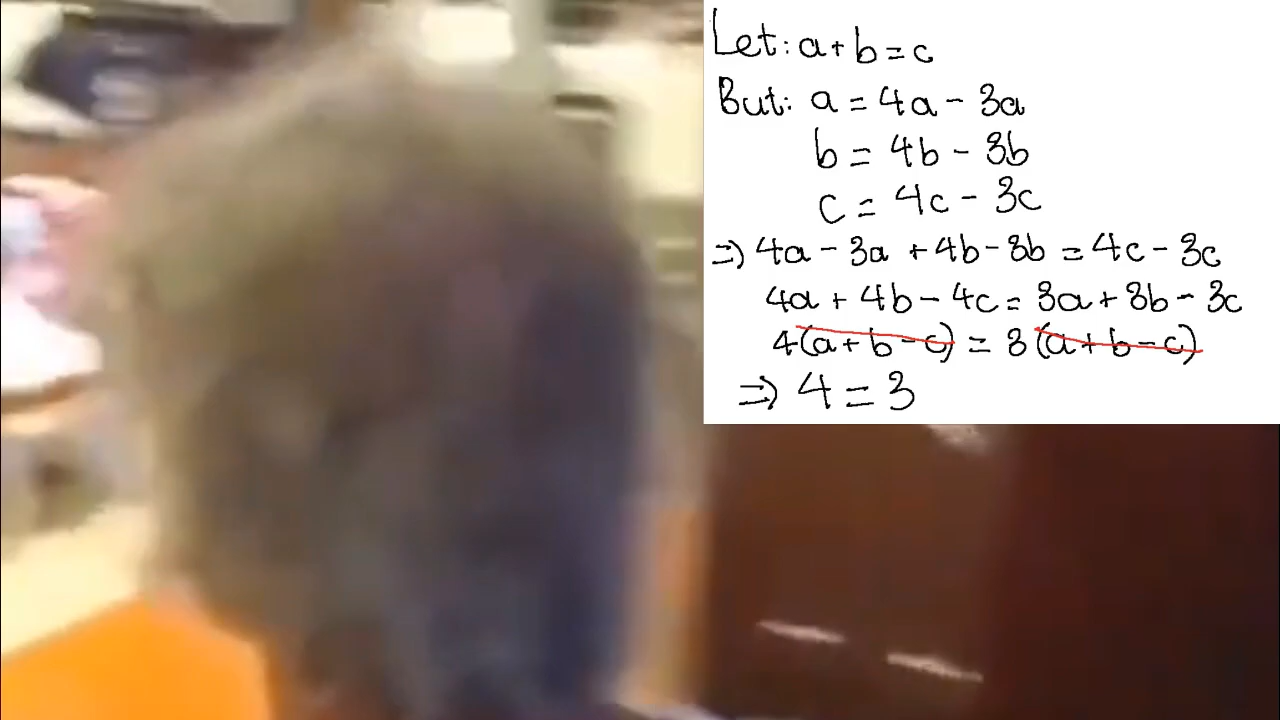 Let: a+b=c
But: a = 4a - 3a
b = 4b - 3b
c = 4c - 3c
=> 4a - 3a + 4b - 3b = 4c - 3c
4a + 4b - 4c = 3a + 3b - 3c
4(a+b-c) = 3(a+b-c)
=> 4 = 3